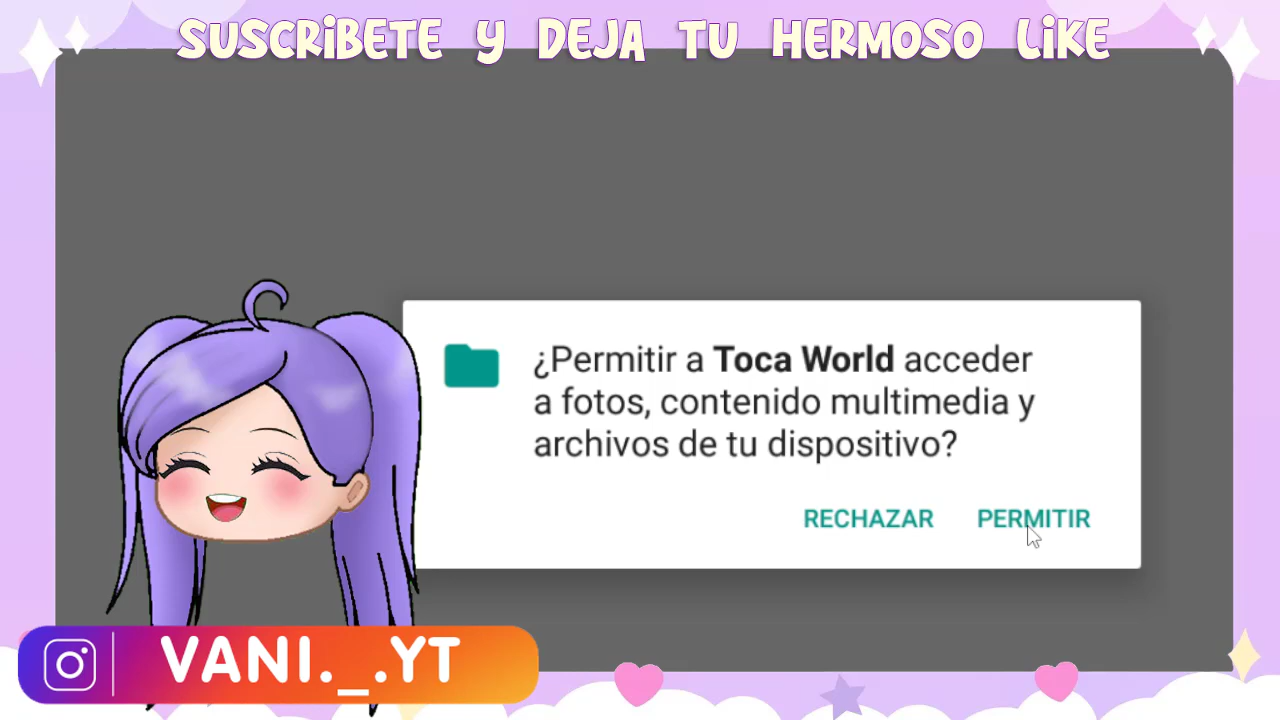 SUSCRIBETE Y DEJA TU HERMOSO LIKE
¿Permitir a Toca World acceder
a fotos, contenido multimedia y
archivos de tu dispositivo?
RECHAZAR PERMITIR
VANI._.YT